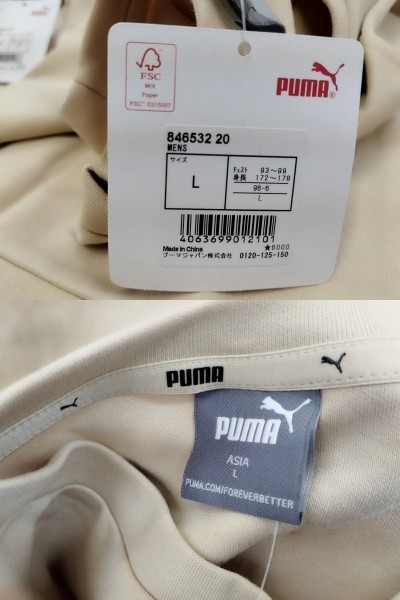 FSC
MIX
Paper
FSC® C015007
PUMA®
846532 20
MENS
サイズ
L
チェスト 93〜99
身長 172〜178
96-6
L
4063699012101
Made in China
★6000
プーマジャパン株式会社 0120-125-150
PUMA
PUMA
ASIA
L
PUMA.COM/FOREVERBETTER